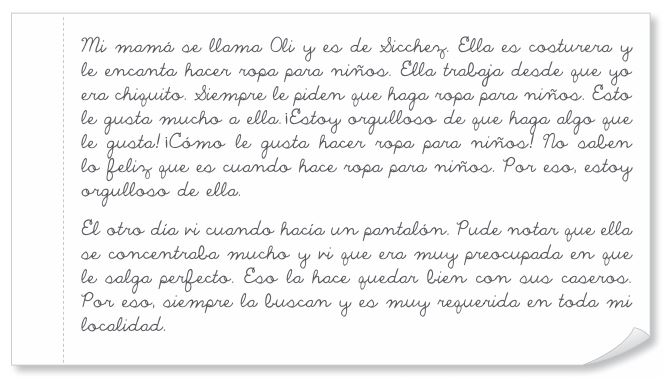 Mi mamá se llama Oli y es de Sicchez. Ella es costurera y
le encanta hacer ropa para niños. Ella trabaja desde que yo
era chiquito. Siempre le piden que haga ropa para niños. Esto
le gusta mucho a ella.¡Estoy orgulloso de que haga algo que
le gusta! ¡Cómo le gusta hacer ropa para niños! No saben
lo feliz que es cuando hace ropa para niños. Por eso, estoy
orgulloso de ella.
El otro día vi cuando hacía un pantalón. Pude notar que ella
se concentraba mucho y vi que era muy preocupada en que
le salga perfecto. Eso la hace quedar bien con sus caseros.
Por eso, siempre la buscan y es muy requerida en toda mi
localidad.